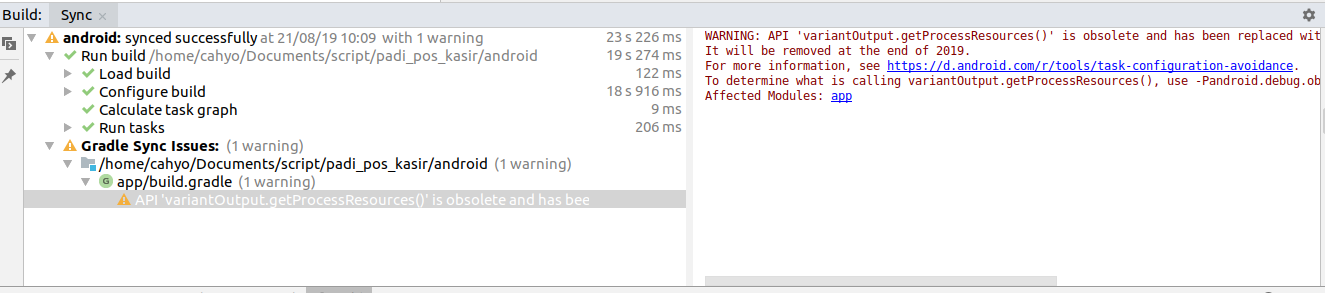 Build: Sync ×
android: synced successfully at 21/08/19 10:09 with 1 warning 23 s 226 ms
Run build /home/cahyo/Documents/script/padi_pos_kasir/android 19 s 274 ms
Load build 122 ms
Configure build 18 s 916 ms
Calculate task graph 9 ms
Run tasks 206 ms
Gradle Sync Issues: (1 warning)
/home/cahyo/Documents/script/padi_pos_kasir/android (1 warning)
G app/build.gradle (1 warning)
API 'variantOutput.getProcessResources()' is obsolete and has bee
WARNING: API 'variantOutput.getProcessResources()' is obsolete and has been replaced wit
It will be removed at the end of 2019.
For more information, see https://d.android.com/r/tools/task-configuration-avoidance.
To determine what is calling variantOutput.getProcessResources(), use -Pandroid.debug.ob
Affected Modules: app